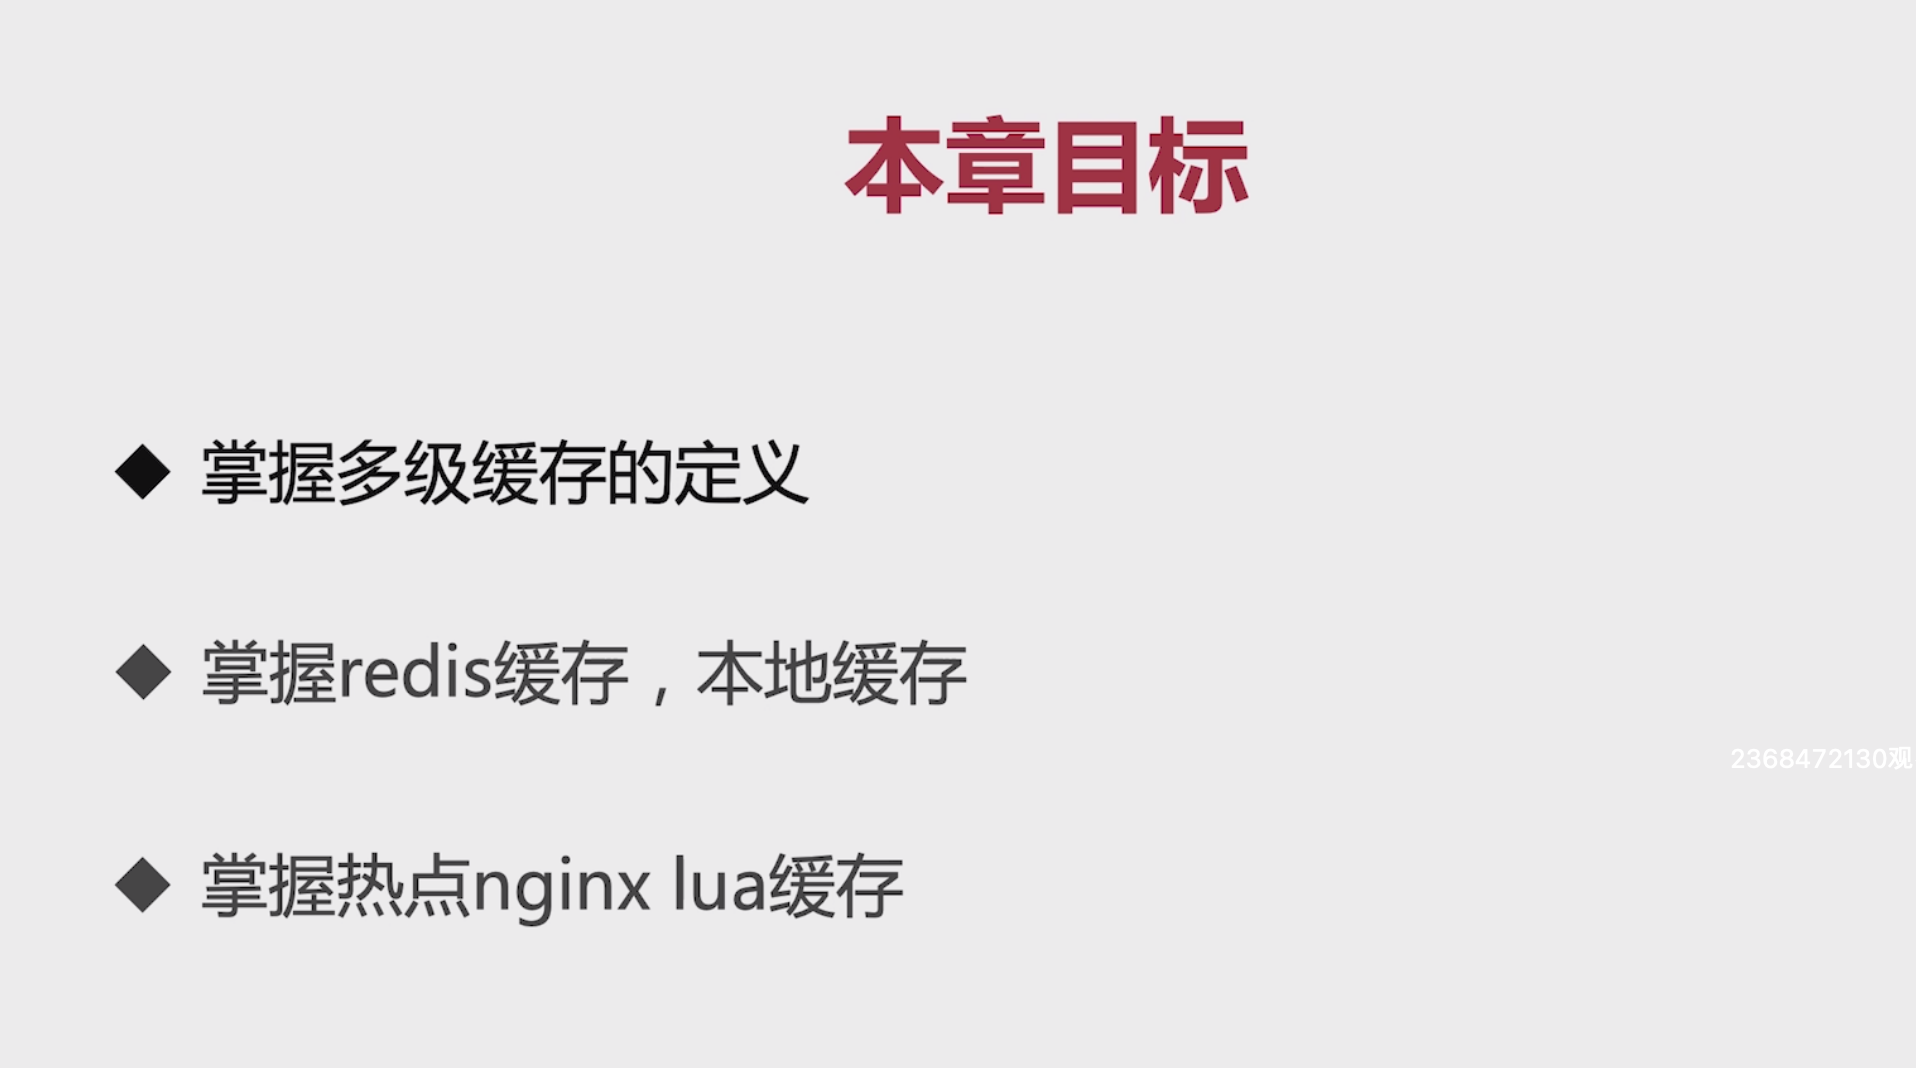 本章目标
◆ 掌握多级缓存的定义
◆ 掌握redis缓存，本地缓存
2368472130观
◆ 掌握热点nginx lua缓存